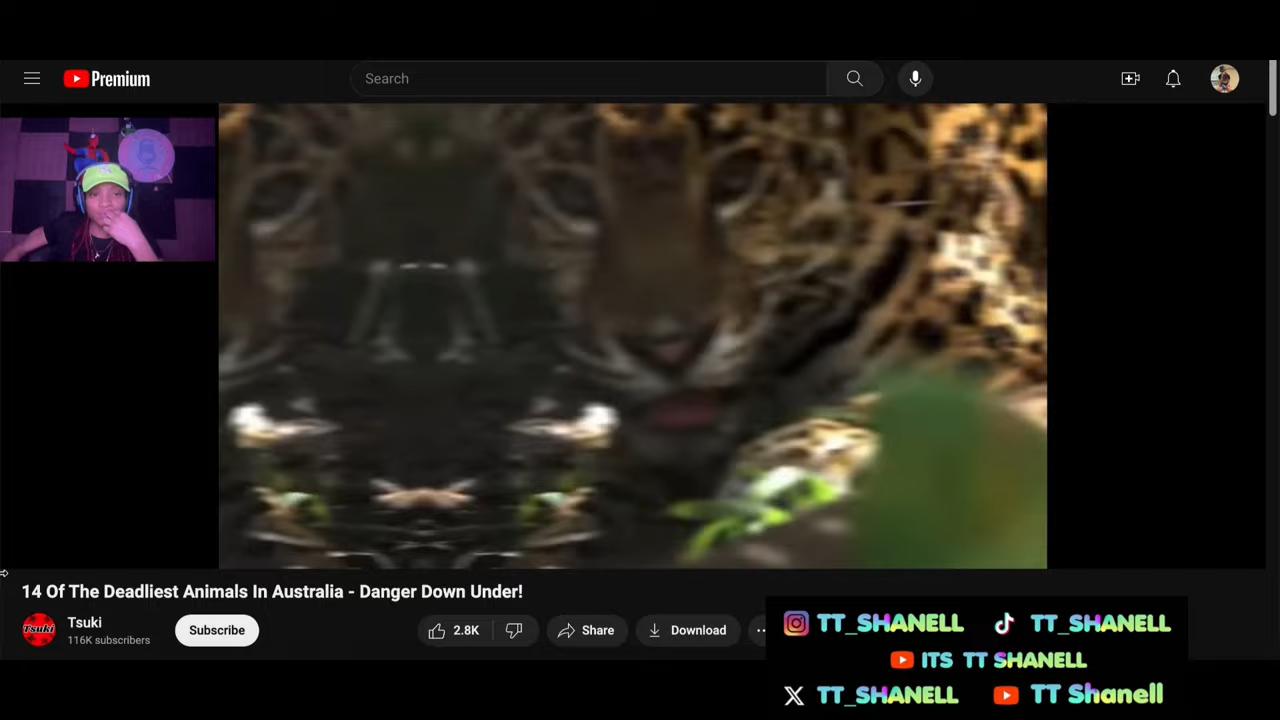 Premium
Search
14 Of The Deadliest Animals In Australia - Danger Down Under!
Tsuki
Tsuki
116K subscribers
Subscribe
2.8K
Share
Download
TT_SHANELL
TT_SHANELL
ITS TT SHANELL
TT_SHANELL
TT Shanell